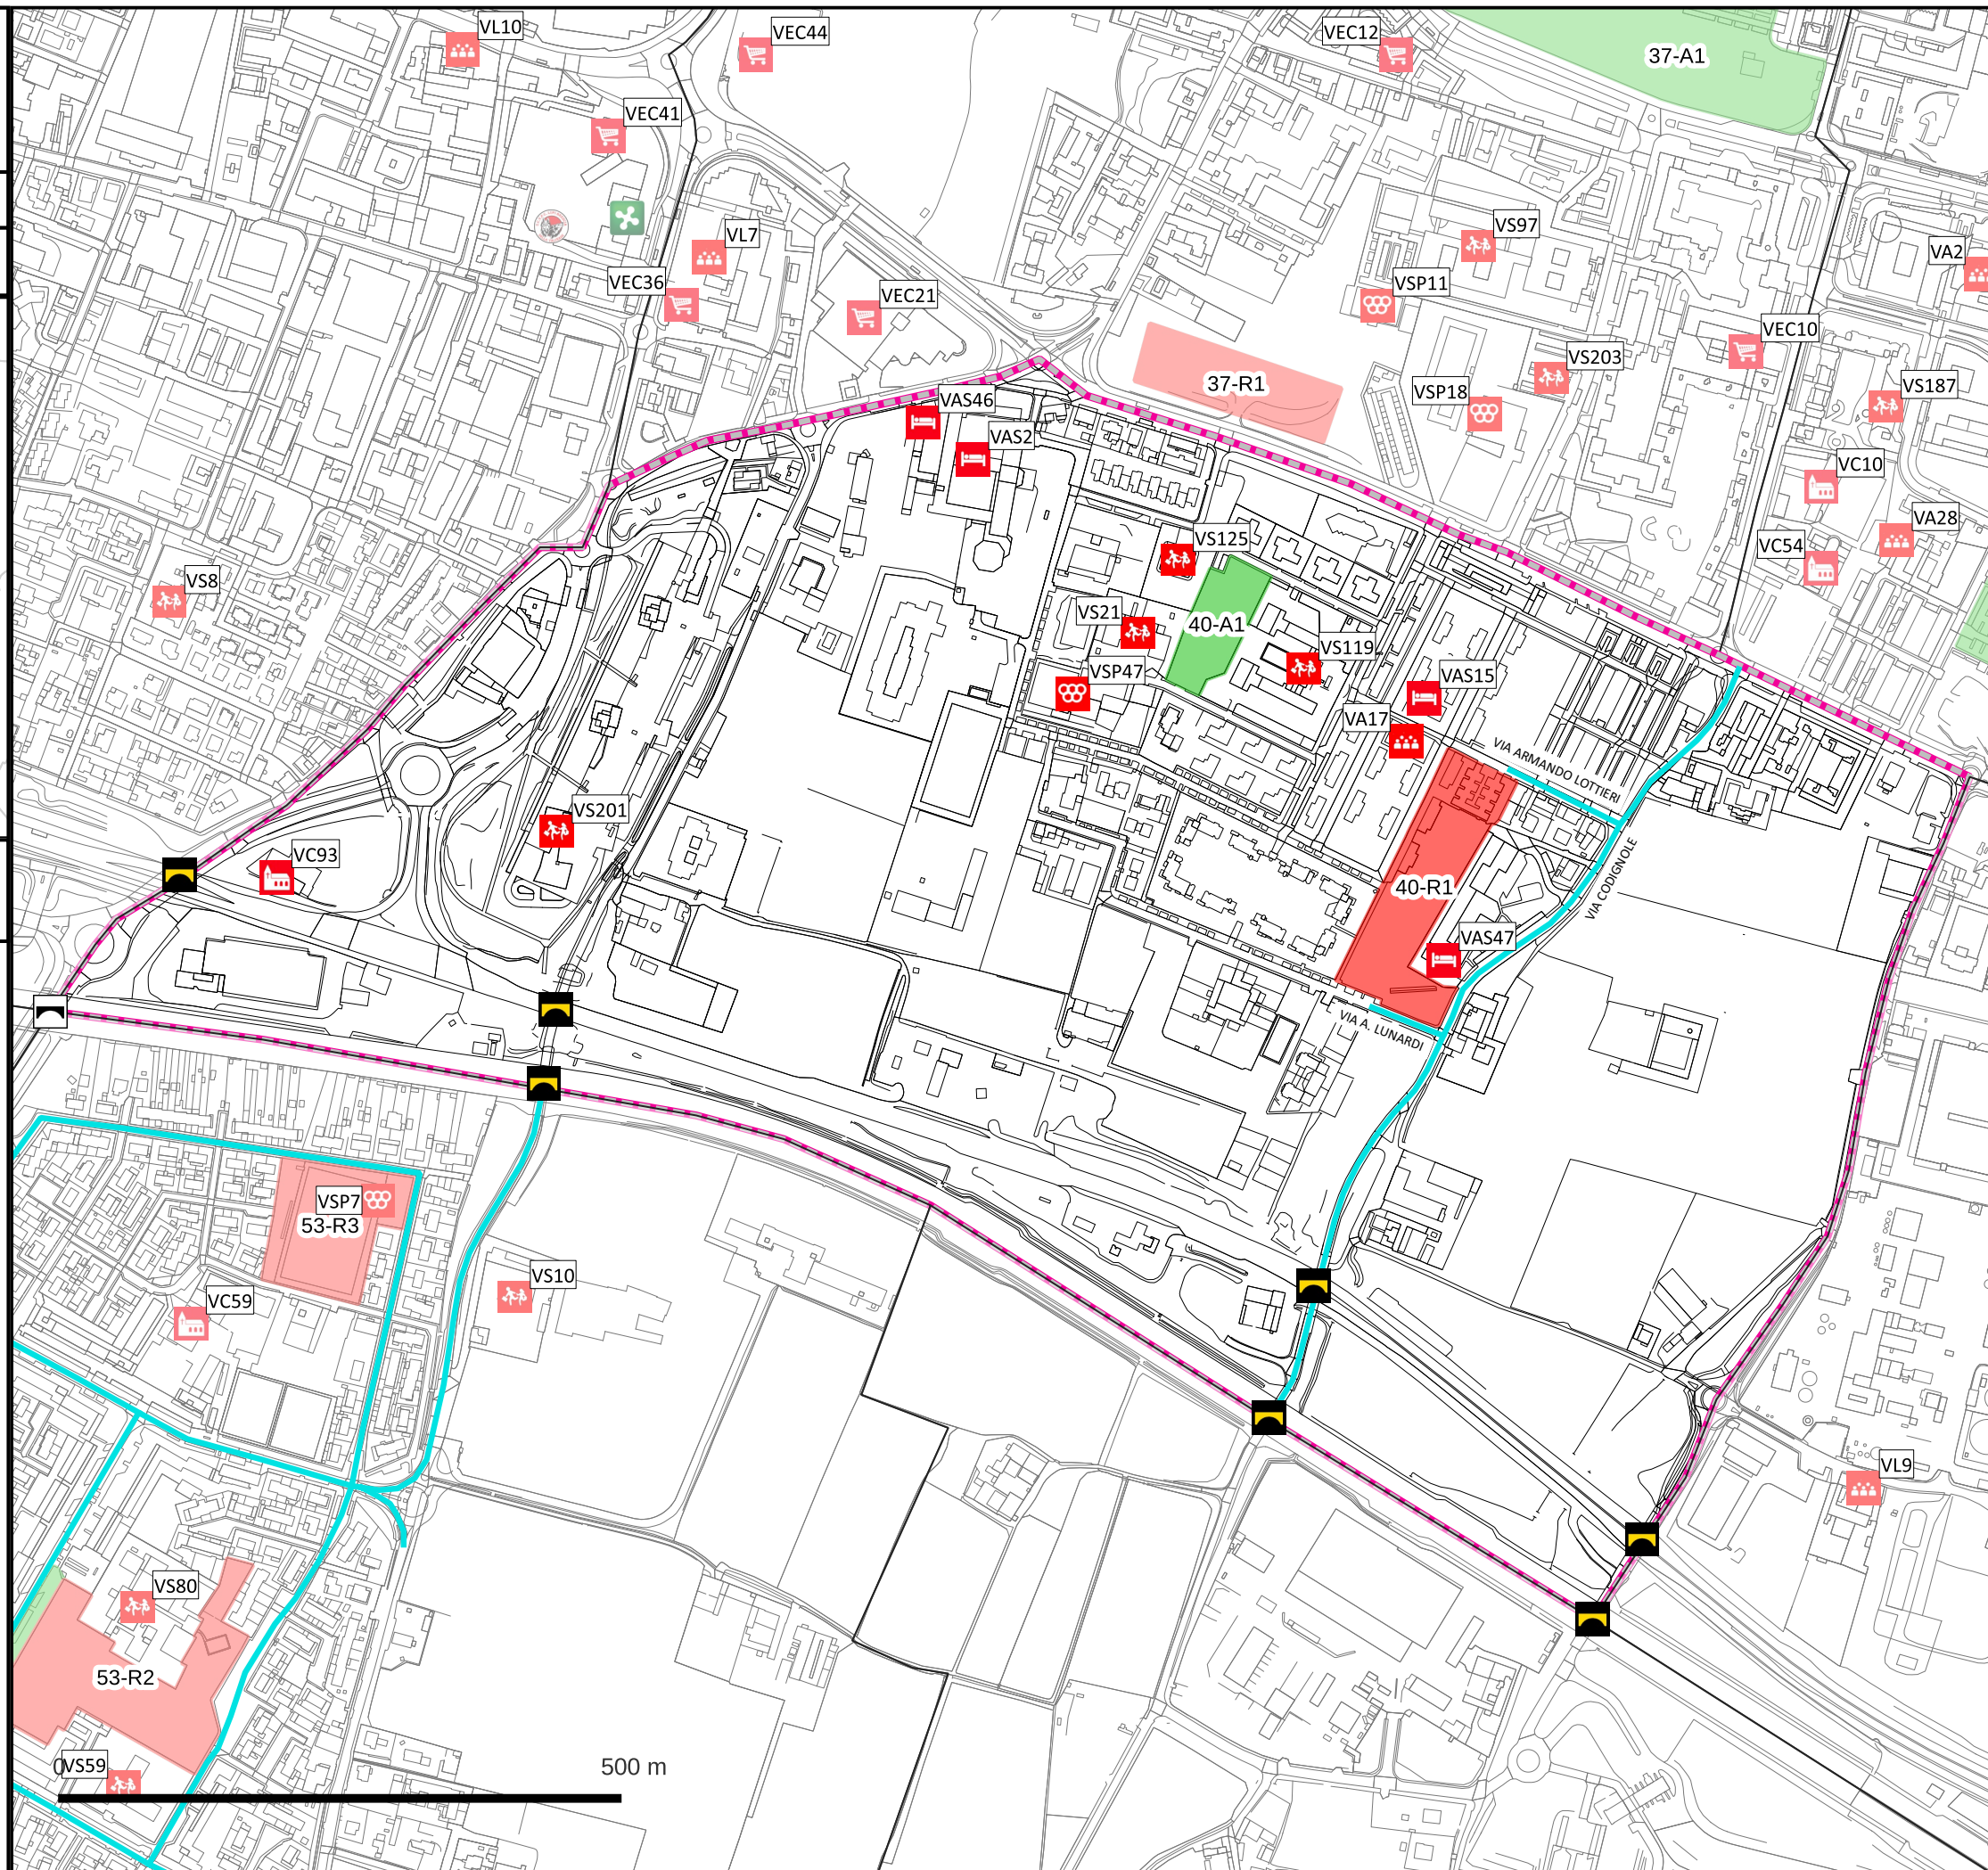 VL10
VEC44
VEC12
37-A1
VEC41
VL7
VS97
VA2
VEC36
VEC21
VSP11
VEC10
VS203
37-R1
VSP18
VS187
VAS46
VAS2
VC10
VA28
VS125
VC54
VS8
VS21
40-A1
VS119
VSP47
VAS15
VA17
VIA ARMANDO LOTTIERI
VS201
VC93
VIA CODIGNOLE
40-R1
VAS47
VIA A. LUNARDI
VSP7
53-R3
VS10
VC59
VL9
VS80
53-R2
VS59
0
500 m